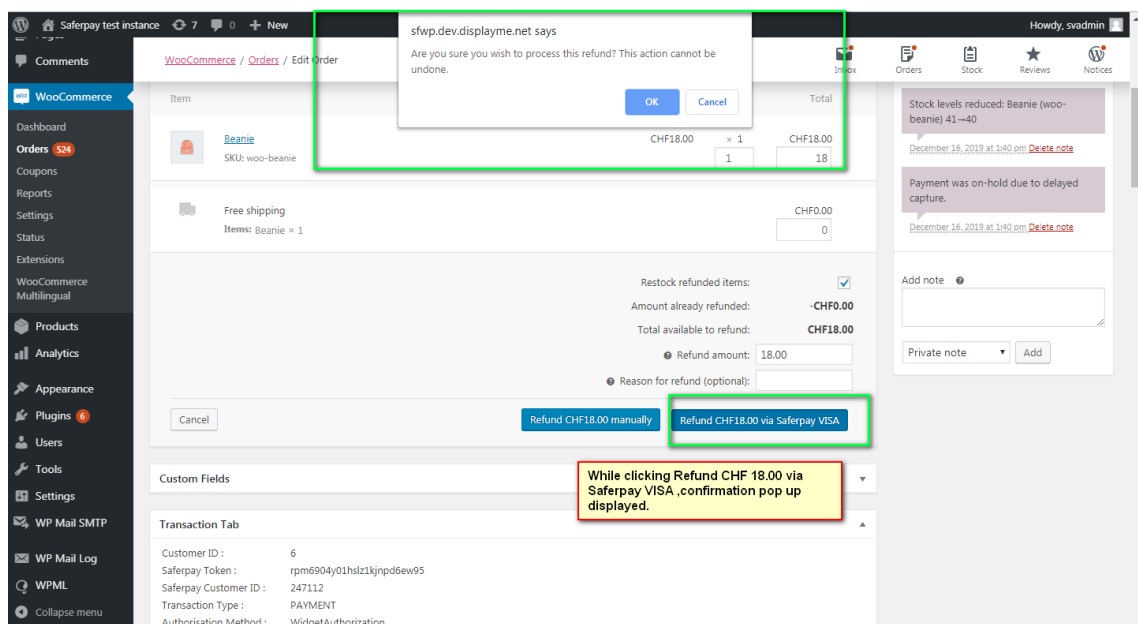 Saferpay test instance 7 0 New
Howdy, svadmin
sfwp.dev.displayme.net says
Are you sure you wish to process this refund? This action cannot be
undone.
OK Cancel
Comments
WooCommerce
Dashboard
Orders 524
Coupons
Reports
Settings
Status
Extensions
WooCommerce
Multilingual
Products
Analytics
Appearance
Plugins 6
Users
Tools
Settings
WP Mail SMTP
WP Mail Log
WPML
Collapse menu
WooCommerce / Orders / Edit Order
Inbox
Orders
Stock
Reviews
Notices
Item Total
Beanie CHF18.00 × 1 CHF18.00
SKU: woo-beanie 1 18
Free shipping CHF0.00
Items: Beanie × 1 0
Restock refunded items:
Amount already refunded: -CHF0.00
Total available to refund: CHF18.00
Refund amount: 18.00
Reason for refund (optional):
Cancel Refund CHF18.00 manually Refund CHF18.00 via Saferpay VISA
While clicking Refund CHF 18.00 via
Saferpay VISA ,confirmation pop up
displayed.
Custom Fields
Transaction Tab
Customer ID : 6
Saferpay Token : rpm6904y01hslz1kjnpd6ew95
Saferpay Customer ID : 247112
Transaction Type : PAYMENT
Authorisation Method : WidgetAuthorization
Stock levels reduced: Beanie (woo-
beanie) 41→40
December 16, 2019 at 1:40 pm Delete note
Payment was on-hold due to delayed
capture.
December 16, 2019 at 1:40 pm Delete note
Add note
Private note Add